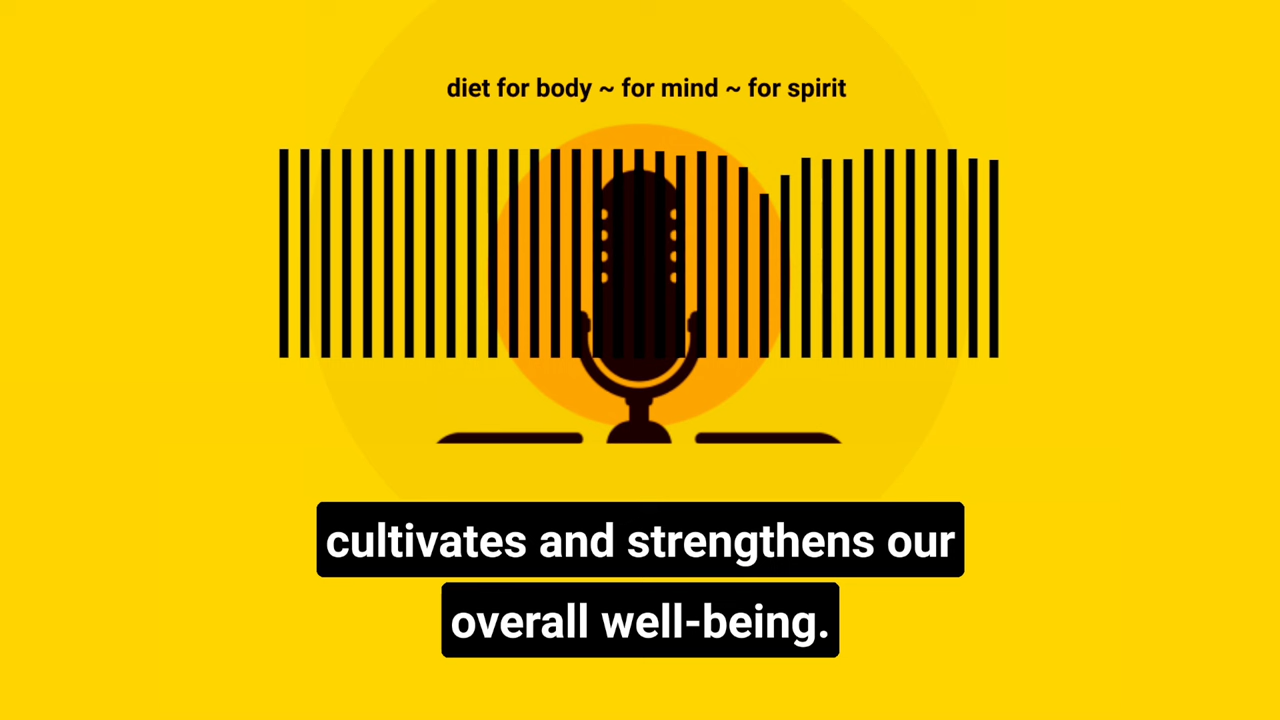 diet for body ~ for mind ~ for spirit
cultivates and strengthens our
overall well-being.